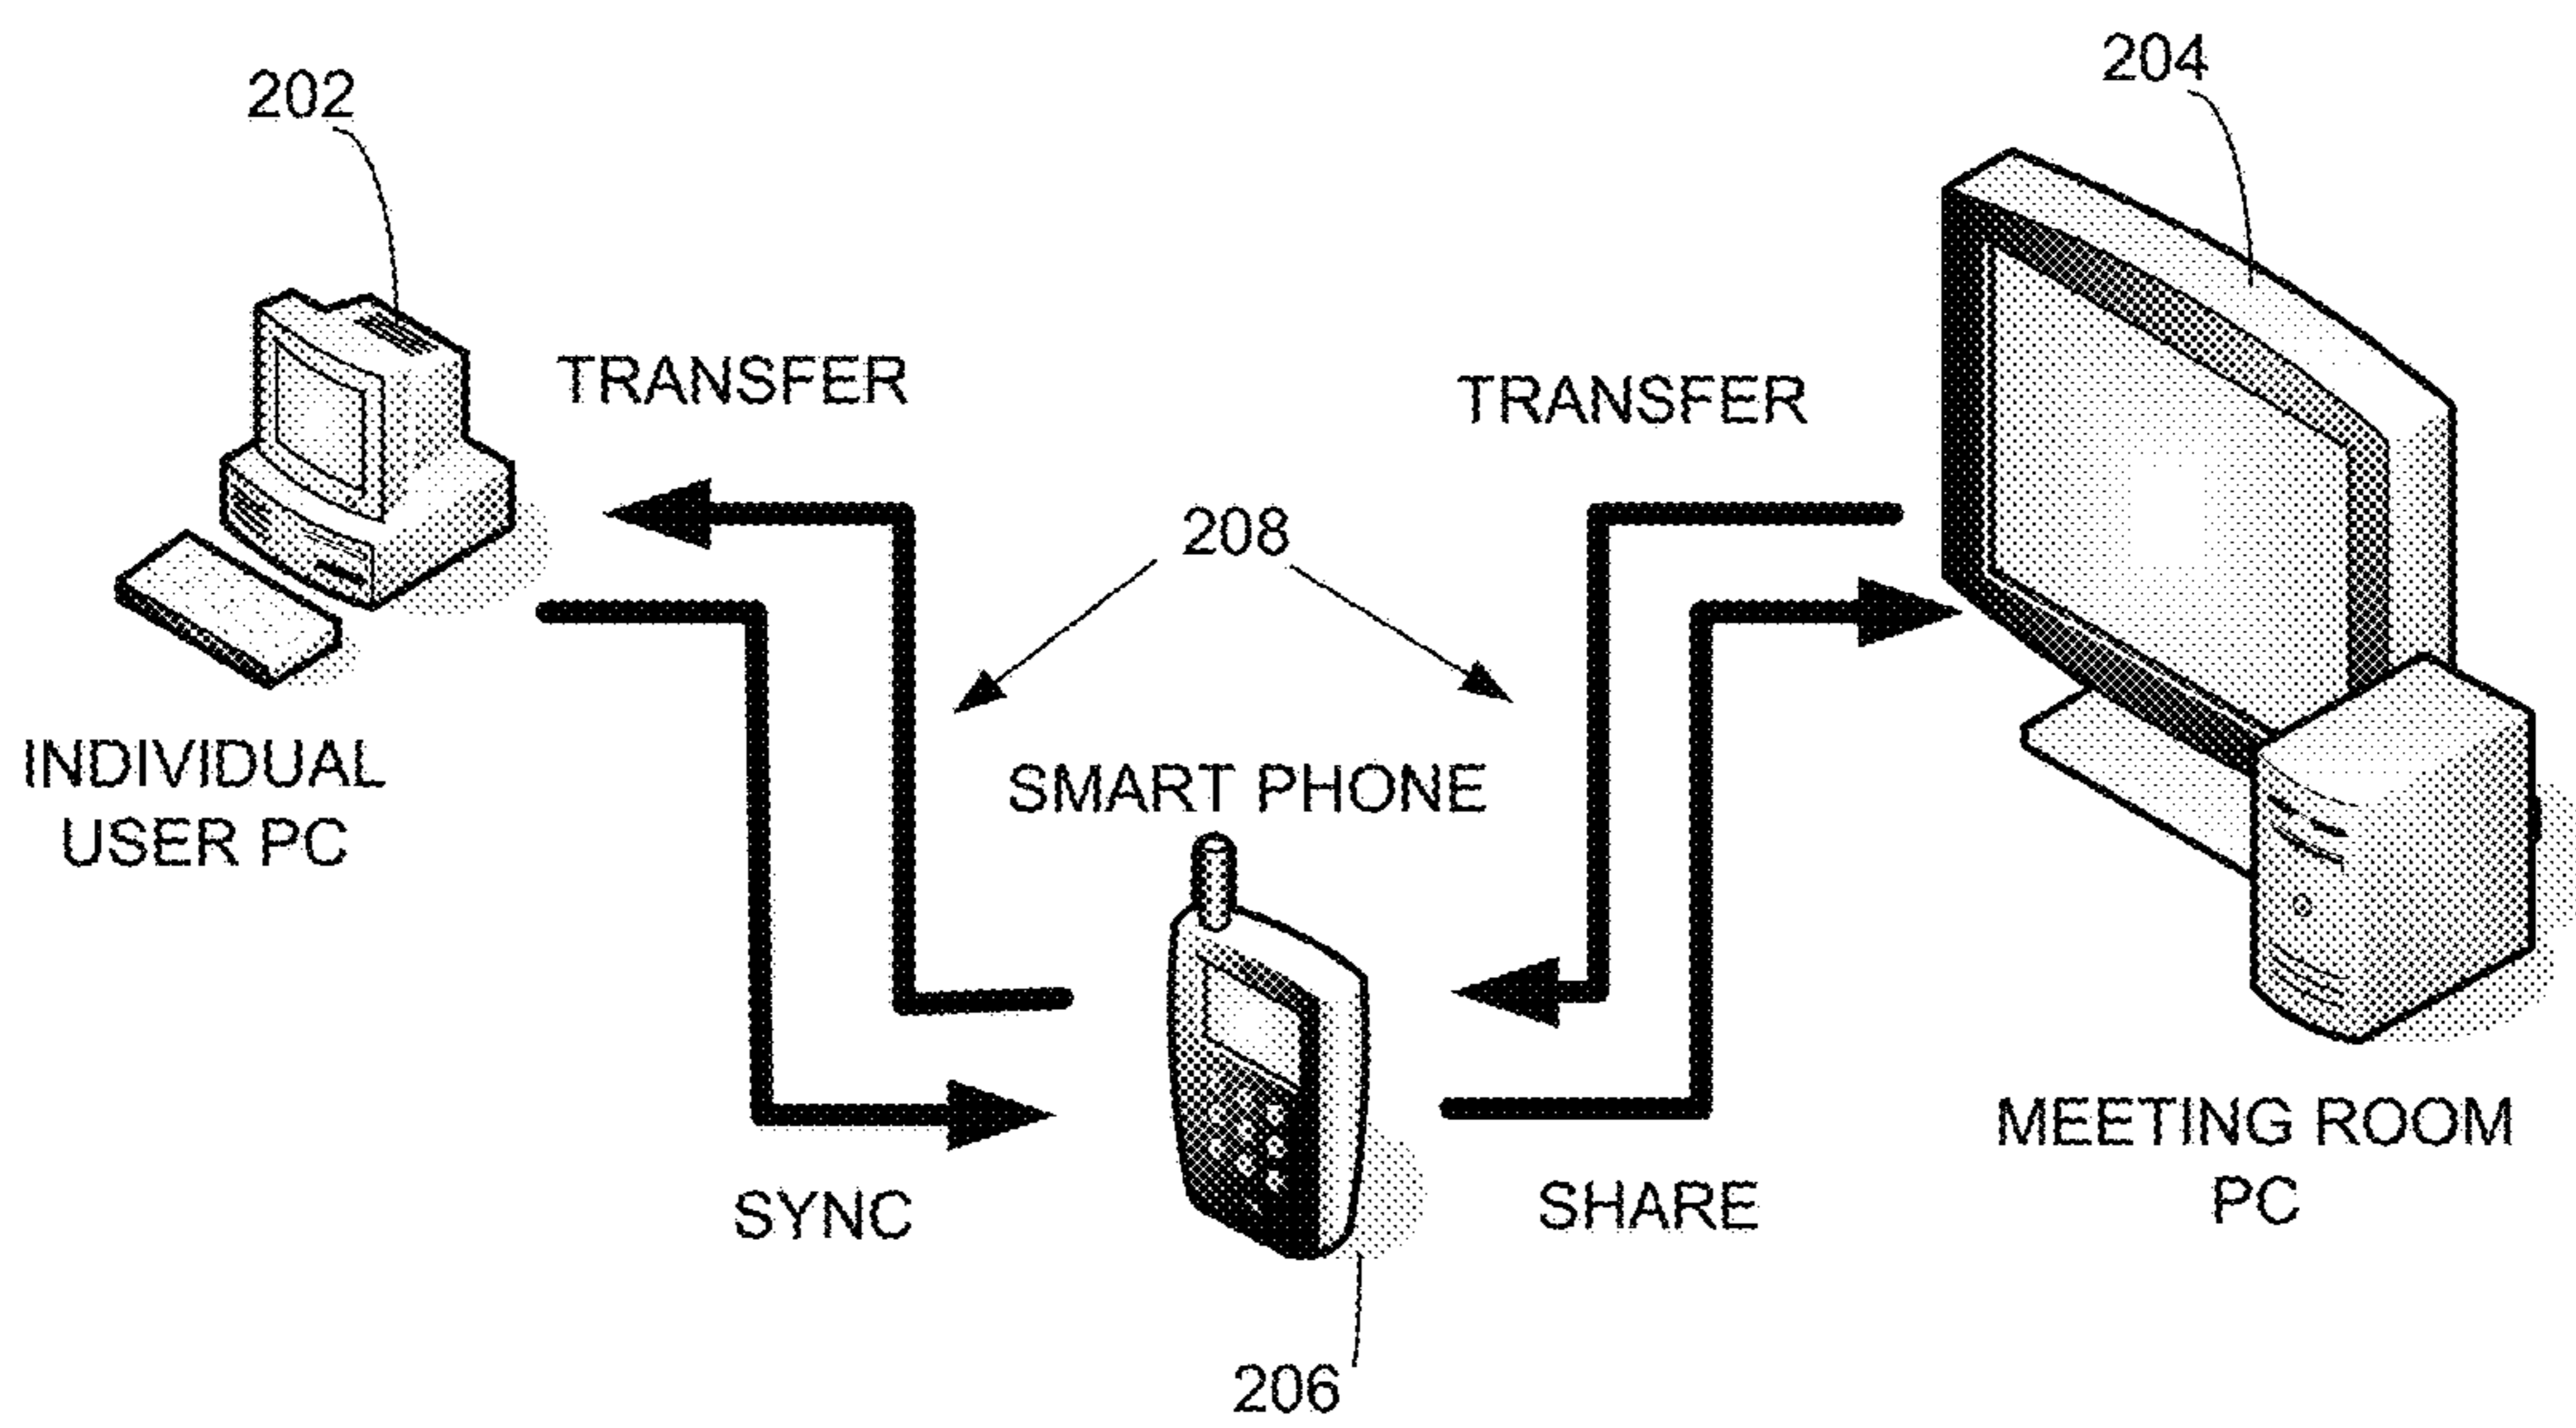 204
202
TRANSFER
TRANSFER
208
INDIVIDUAL
USER PC
SMART PHONE
MEETING ROOM
PC
SYNC
SHARE
206